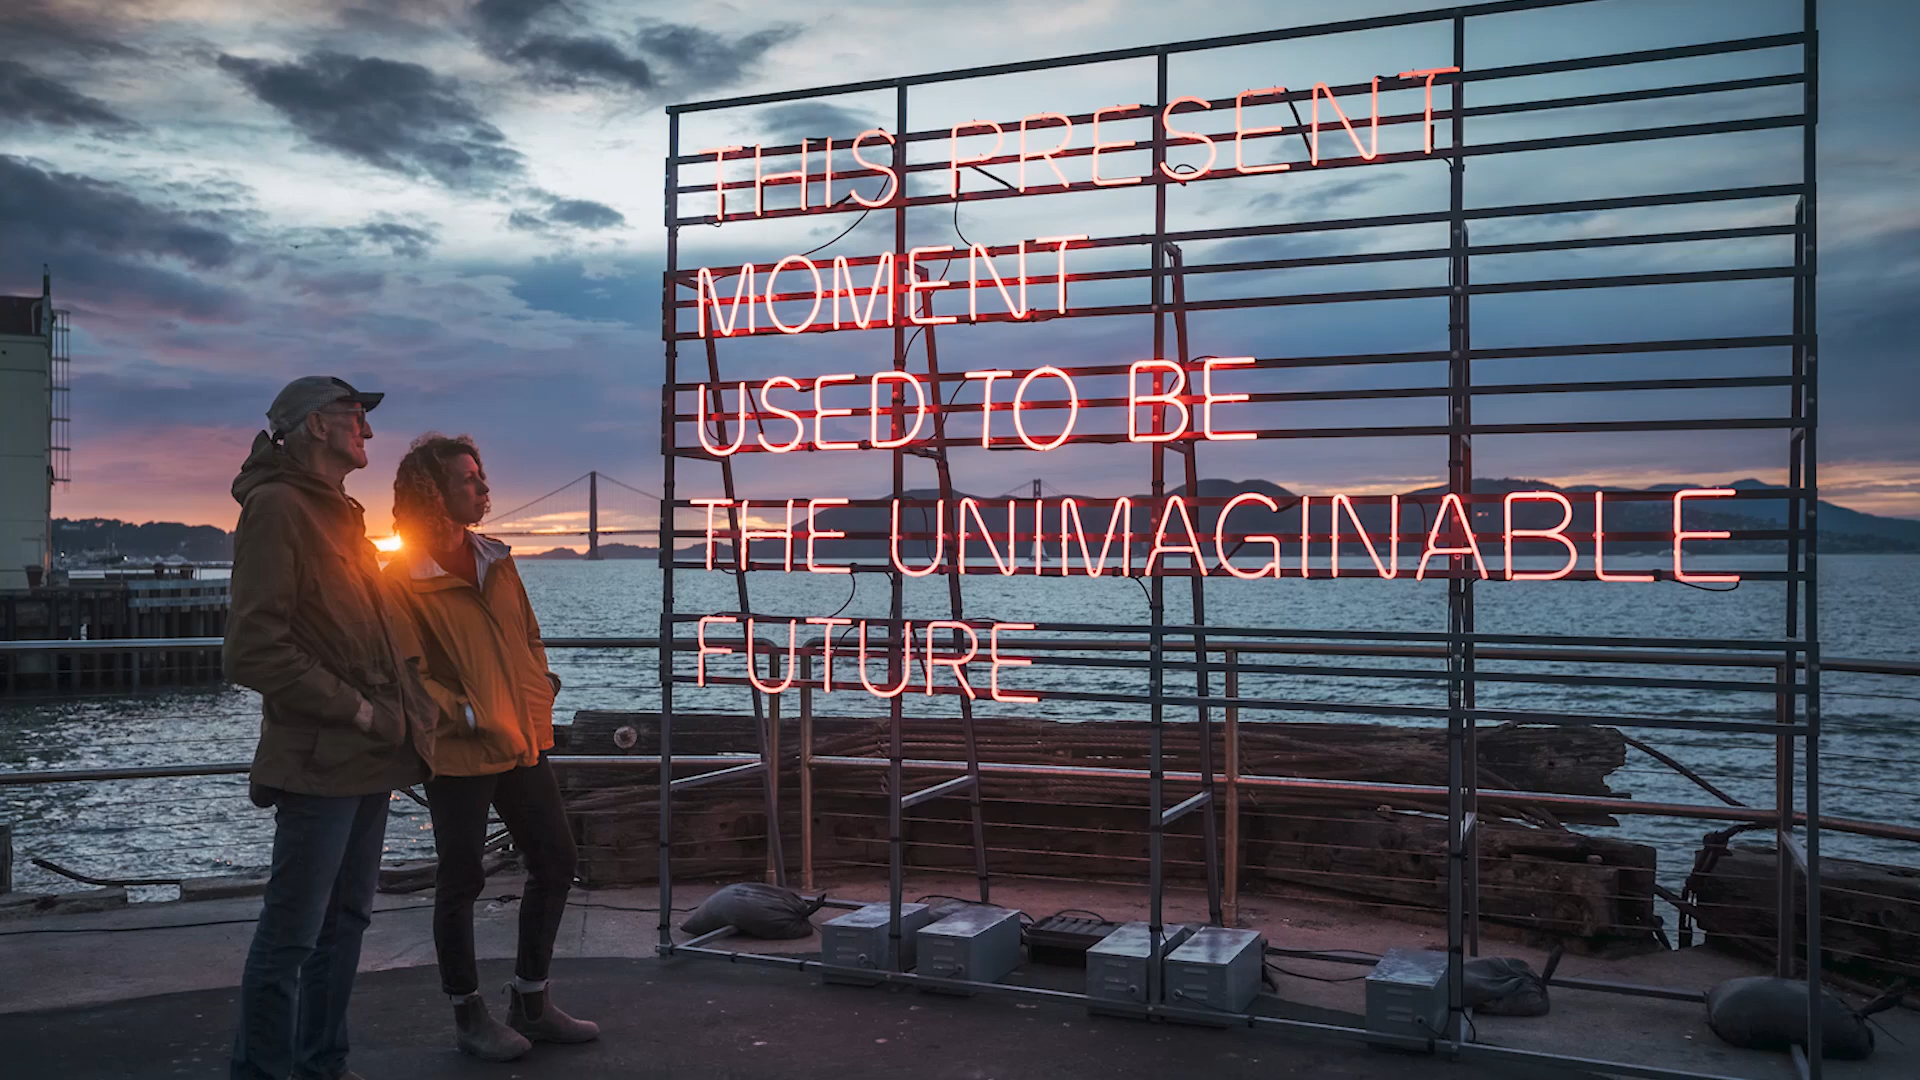 THIS PRESENT
MOMENT
USED TO BE
THE UNIMAGINABLE
FUTURE